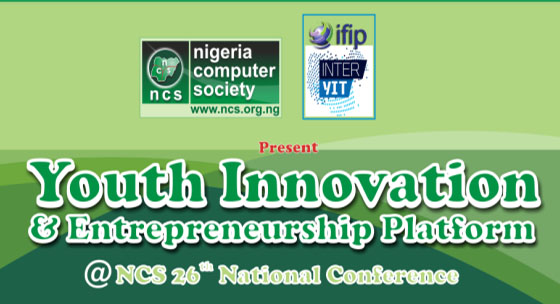 nigeria
computer
society
ncs
www.ncs.org.ng
ifip
INTER
YIT
Present
Youth Innovation
& Entrepreneurship Platform
@ NCS 26th National Conference